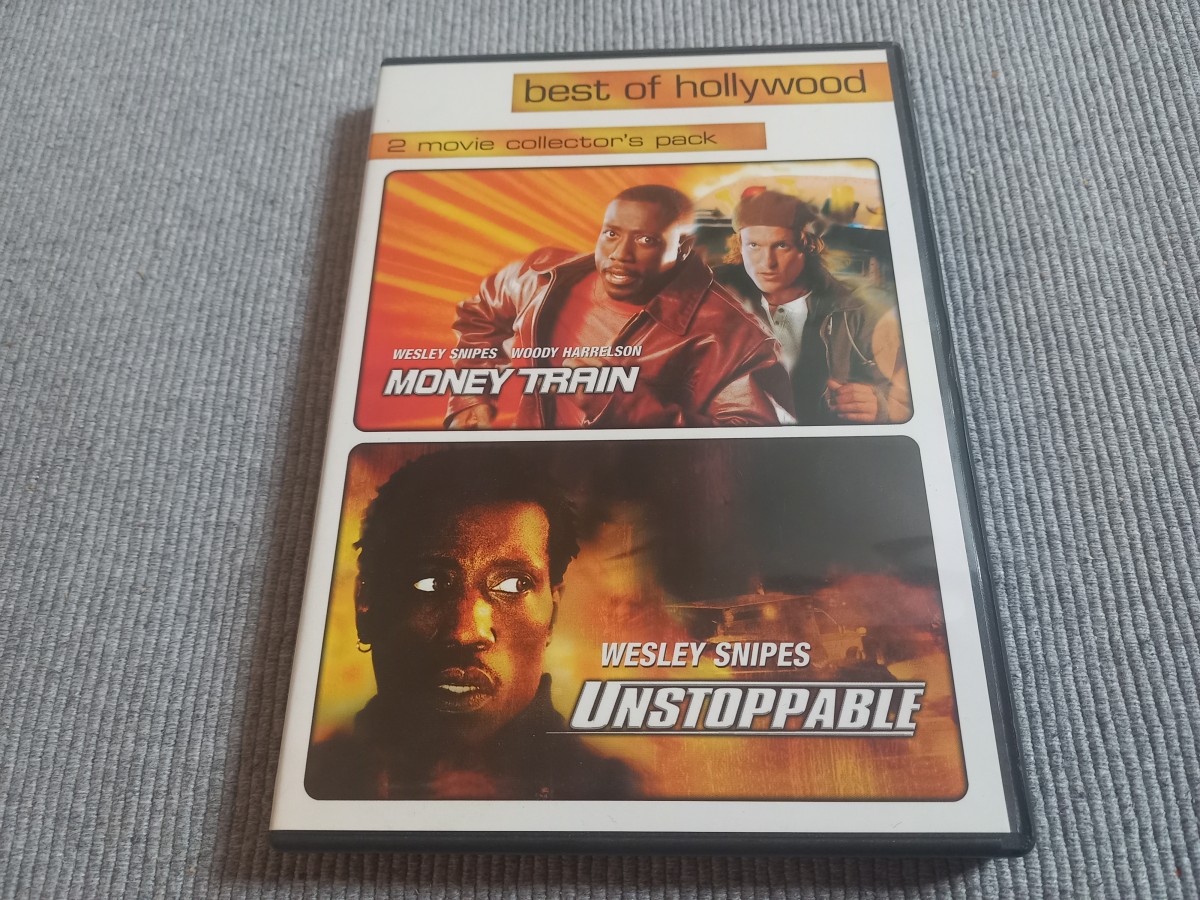 best of hollywood
2 movie collector's pack
WESLEY SNIPES WOODY HARRELSON
MONEY TRAIN
WESLEY SNIPES
UNSTOPPABLE